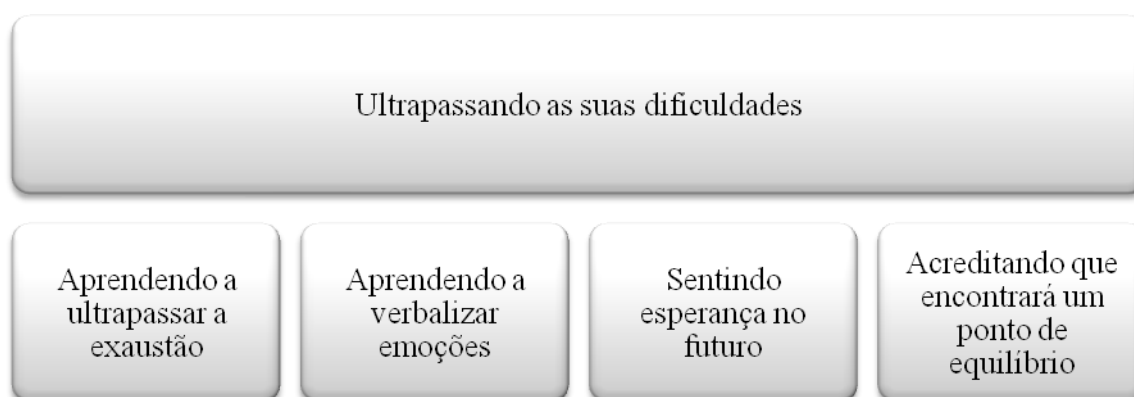 Ultrapassando as suas dificuldades
Aprendendo a
ultrapassar a
exaustão
Aprendendo a
verbalizar
emoções
Sentindo
esperança no
futuro
Acreditando que
encontrará um
ponto de
equilíbrio